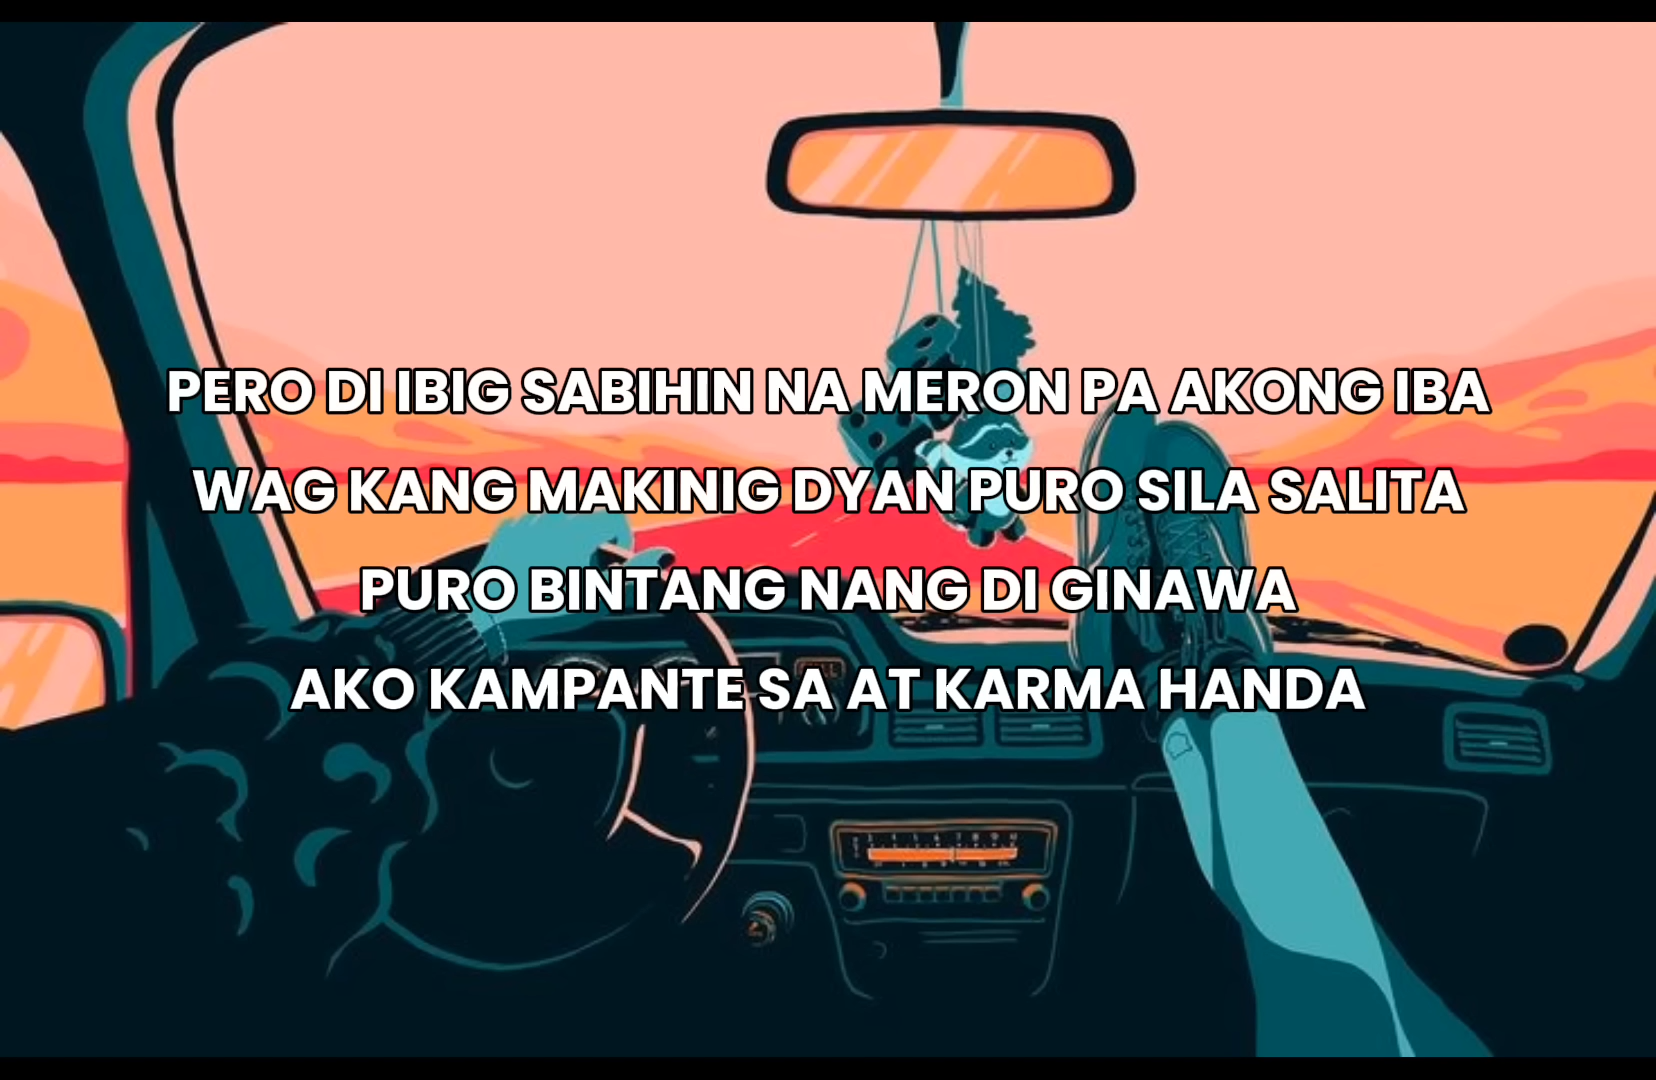 PERO DI IBIG SABIHIN NA MERON PA AKONG IBA
WAG KANG MAKINIG DYAN PURO SILA SALITA
PURO BINTANG NANG DI GINAWA
AKO KAMPANTE SA AT KARMA HANDA